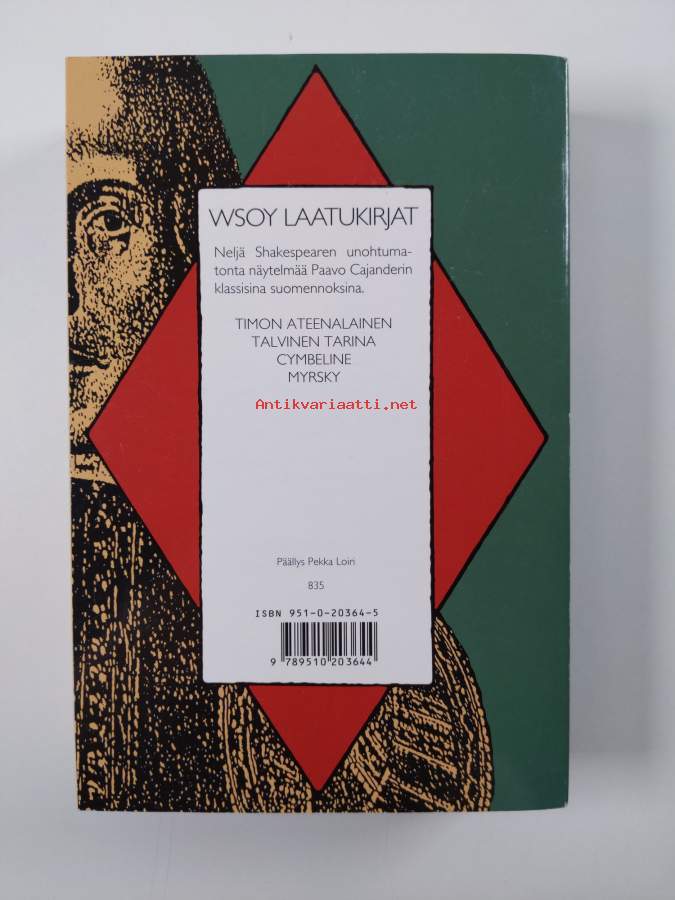 WSOY LAATUKIRJAT
Neljä Shakespearen unohtuma-
tonta näytelmää Paavo Cajanderin
klassisina suomennoksina.
TIMON ATEENALAINEN
TALVINEN TARINA
CYMBELINE
MYRSKY
Antikvariaatti.net
Päällys Pekka Loiri
835
ISBN 951-0-20364-5
9 789510 203644